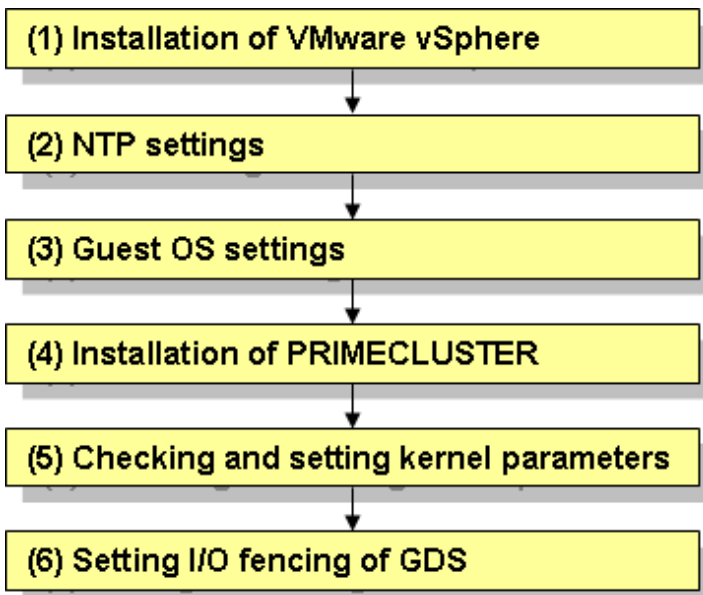 (1) Installation of VMware vSphere
(2) NTP settings
(3) Guest OS settings
(4) Installation of PRIMECLUSTER
(5) Checking and setting kernel parameters
(6) Setting I/O fencing of GDS